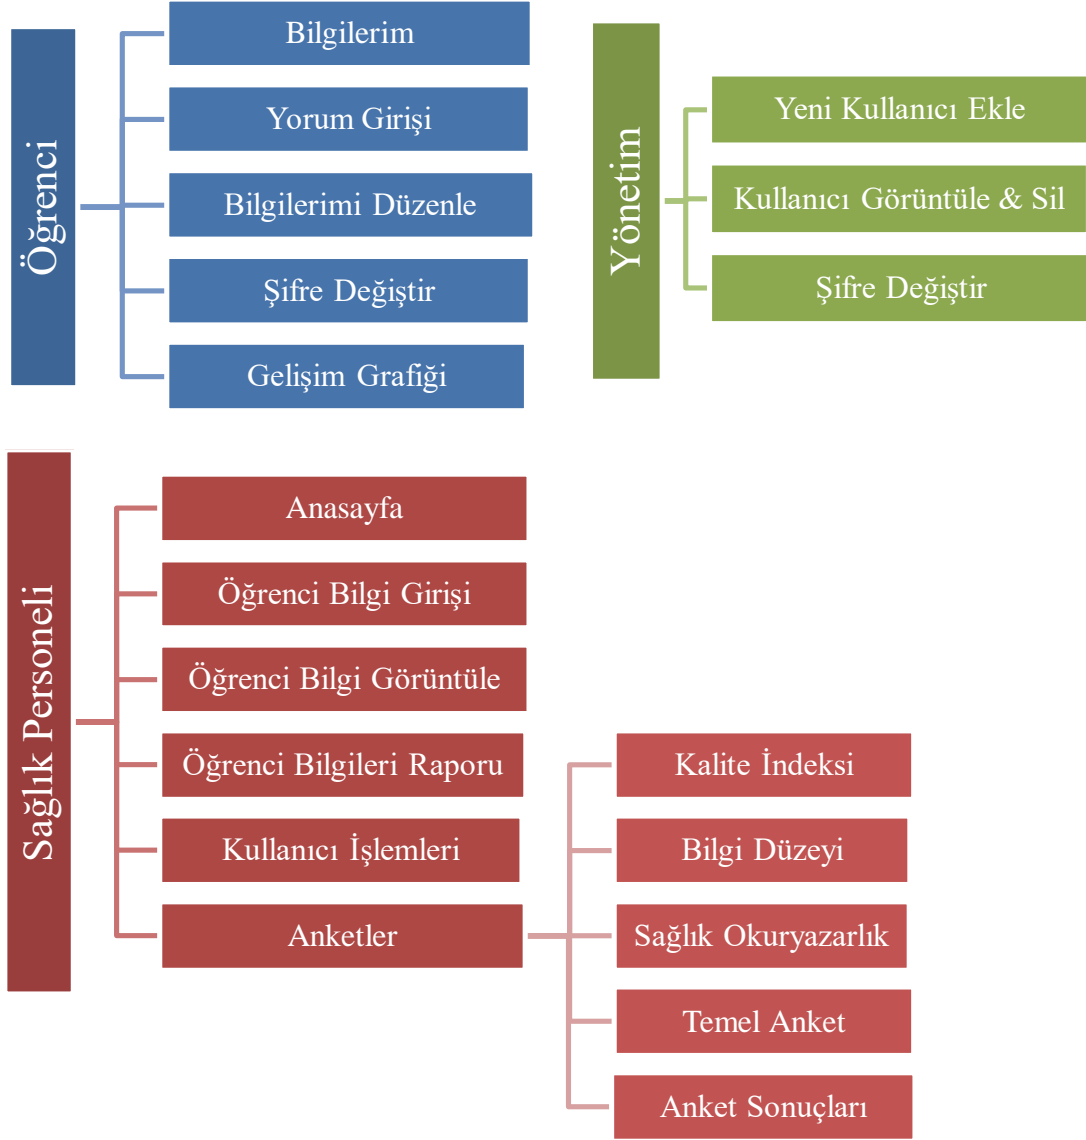 Öğrenci
Bilgilerim
Yorum Girişi
Bilgilerimi Düzenle
Şifre Değiştir
Gelişim Grafiği
Yönetim
Yeni Kullanıcı Ekle
Kullanıcı Görüntüle & Sil
Şifre Değiştir
Sağlık Personeli
Anasayfa
Öğrenci Bilgi Girişi
Öğrenci Bilgi Görüntüle
Öğrenci Bilgileri Raporu
Kullanıcı İşlemleri
Anketler
Kalite İndeksi
Bilgi Düzeyi
Sağlık Okuryazarlık
Temel Anket
Anket Sonuçları